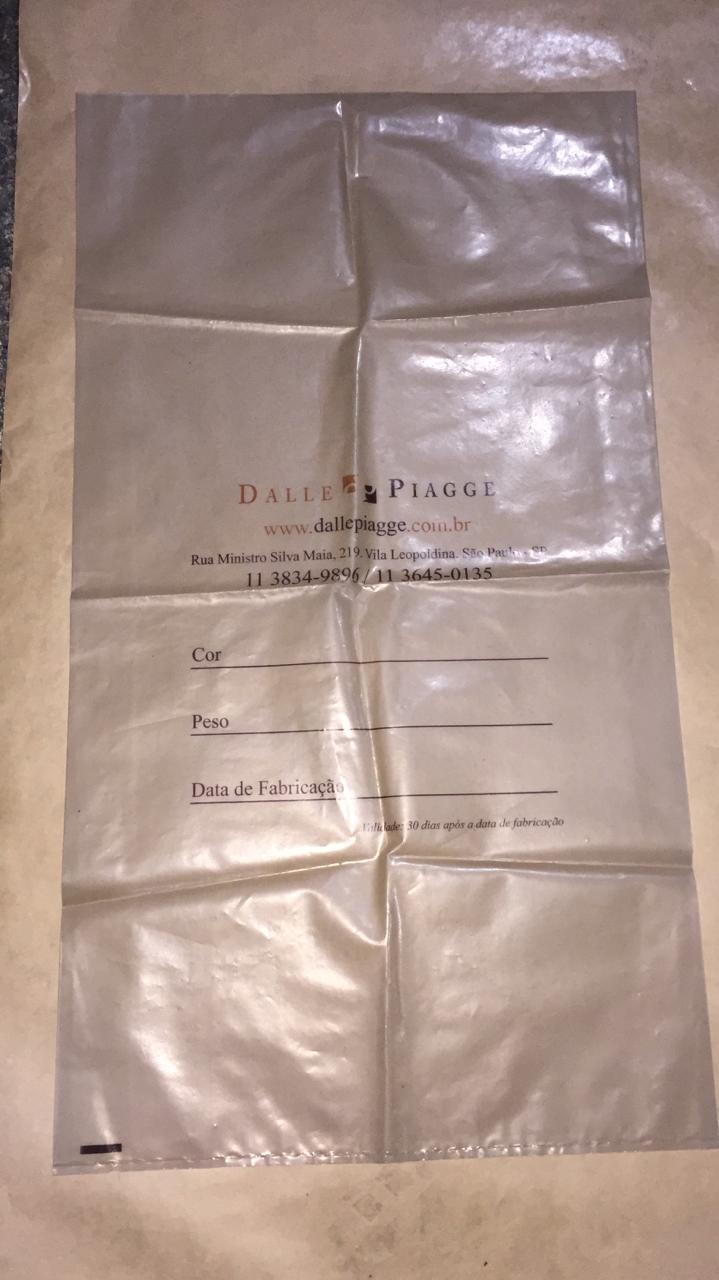 DALLE PIAGGE
www.dallepiagge.com.br
Rua Ministro Silva Maia, 219. Vila Leopoldina. São Paulo - SP
11 3834-9896 / 11 3645-0135
Cor
Peso
Data de Fabricação
Validade: 30 dias após a data de fabricação